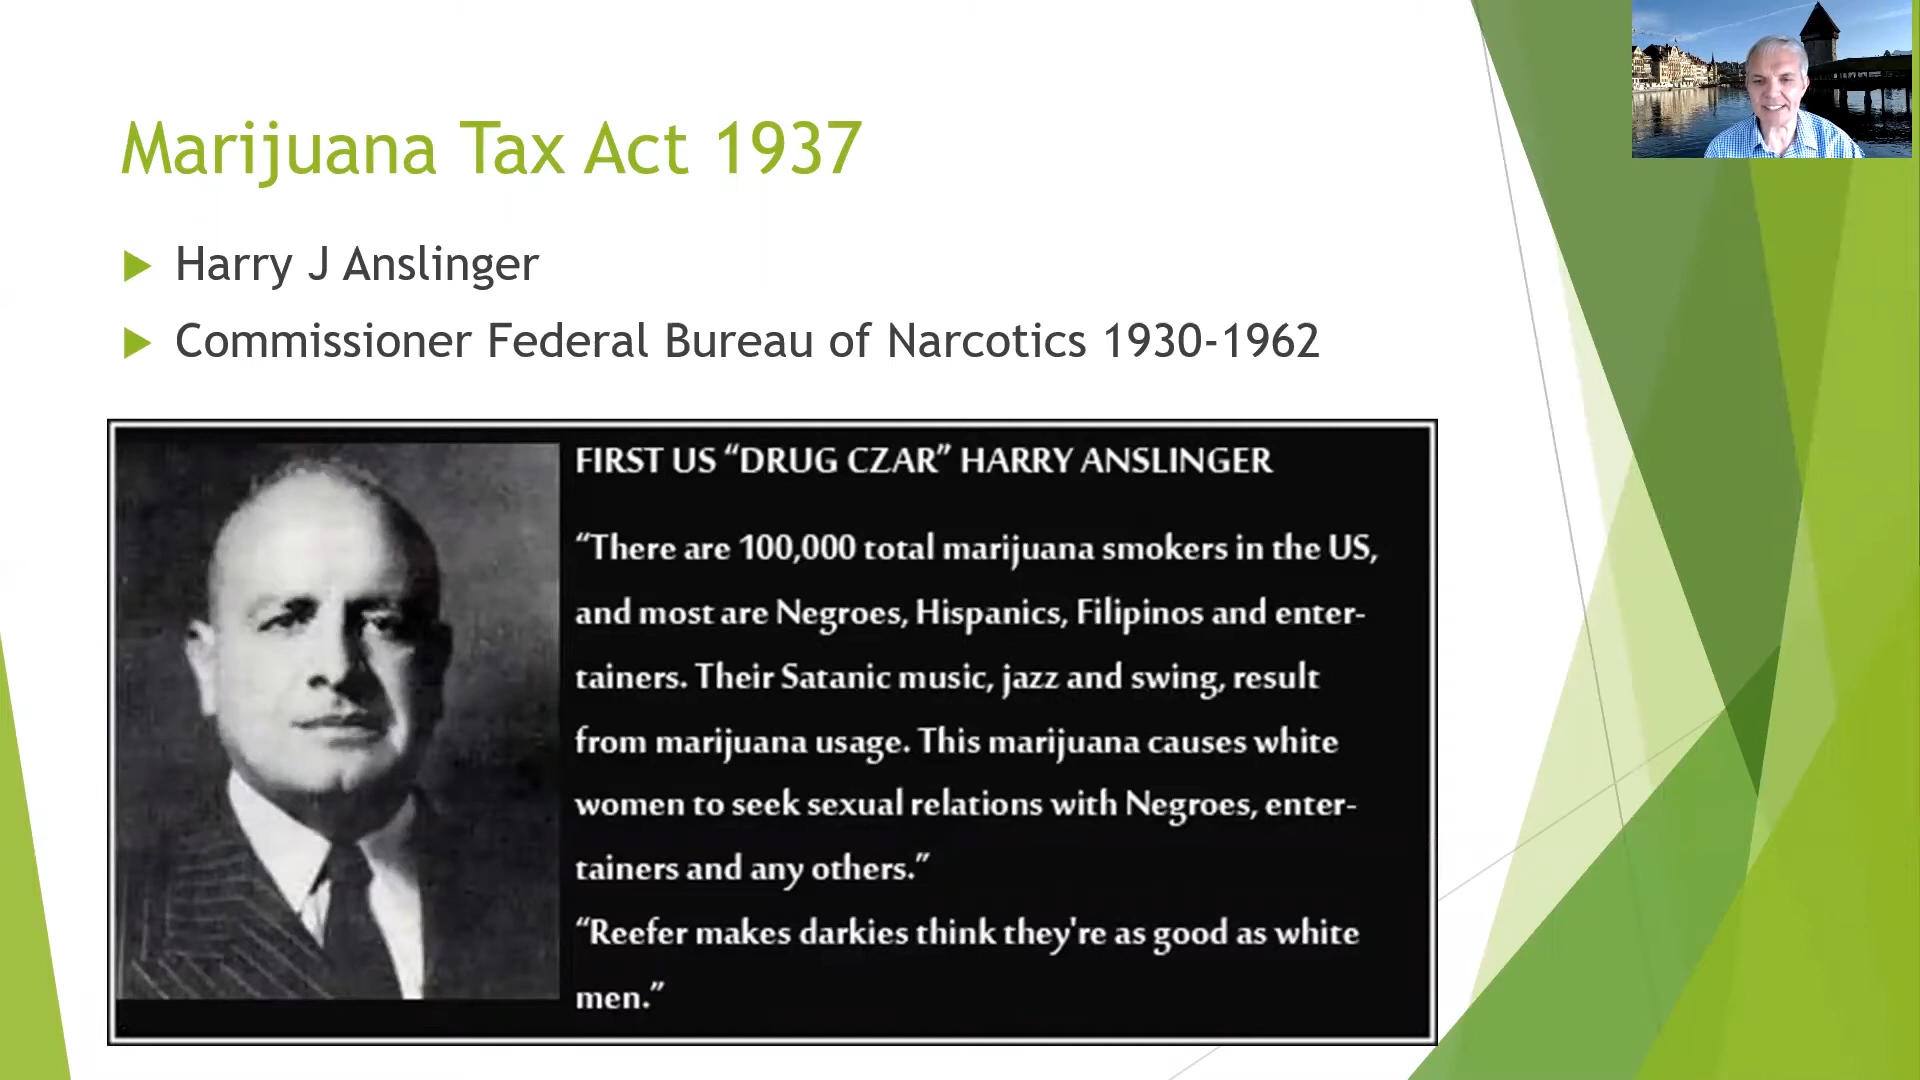 Marijuana Tax Act 1937
Harry J Anslinger
Commissioner Federal Bureau of Narcotics 1930-1962
FIRST US “DRUG CZAR” HARRY ANSLINGER
“There are 100,000 total marijuana smokers in the US,
and most are Negroes, Hispanics, Filipinos and enter-
tainers. Their Satanic music, jazz and swing, result
from marijuana usage. This marijuana causes white
women to seek sexual relations with Negroes, enter-
tainers and any others.”
“Reefer makes darkies think they're as good as white
men.”